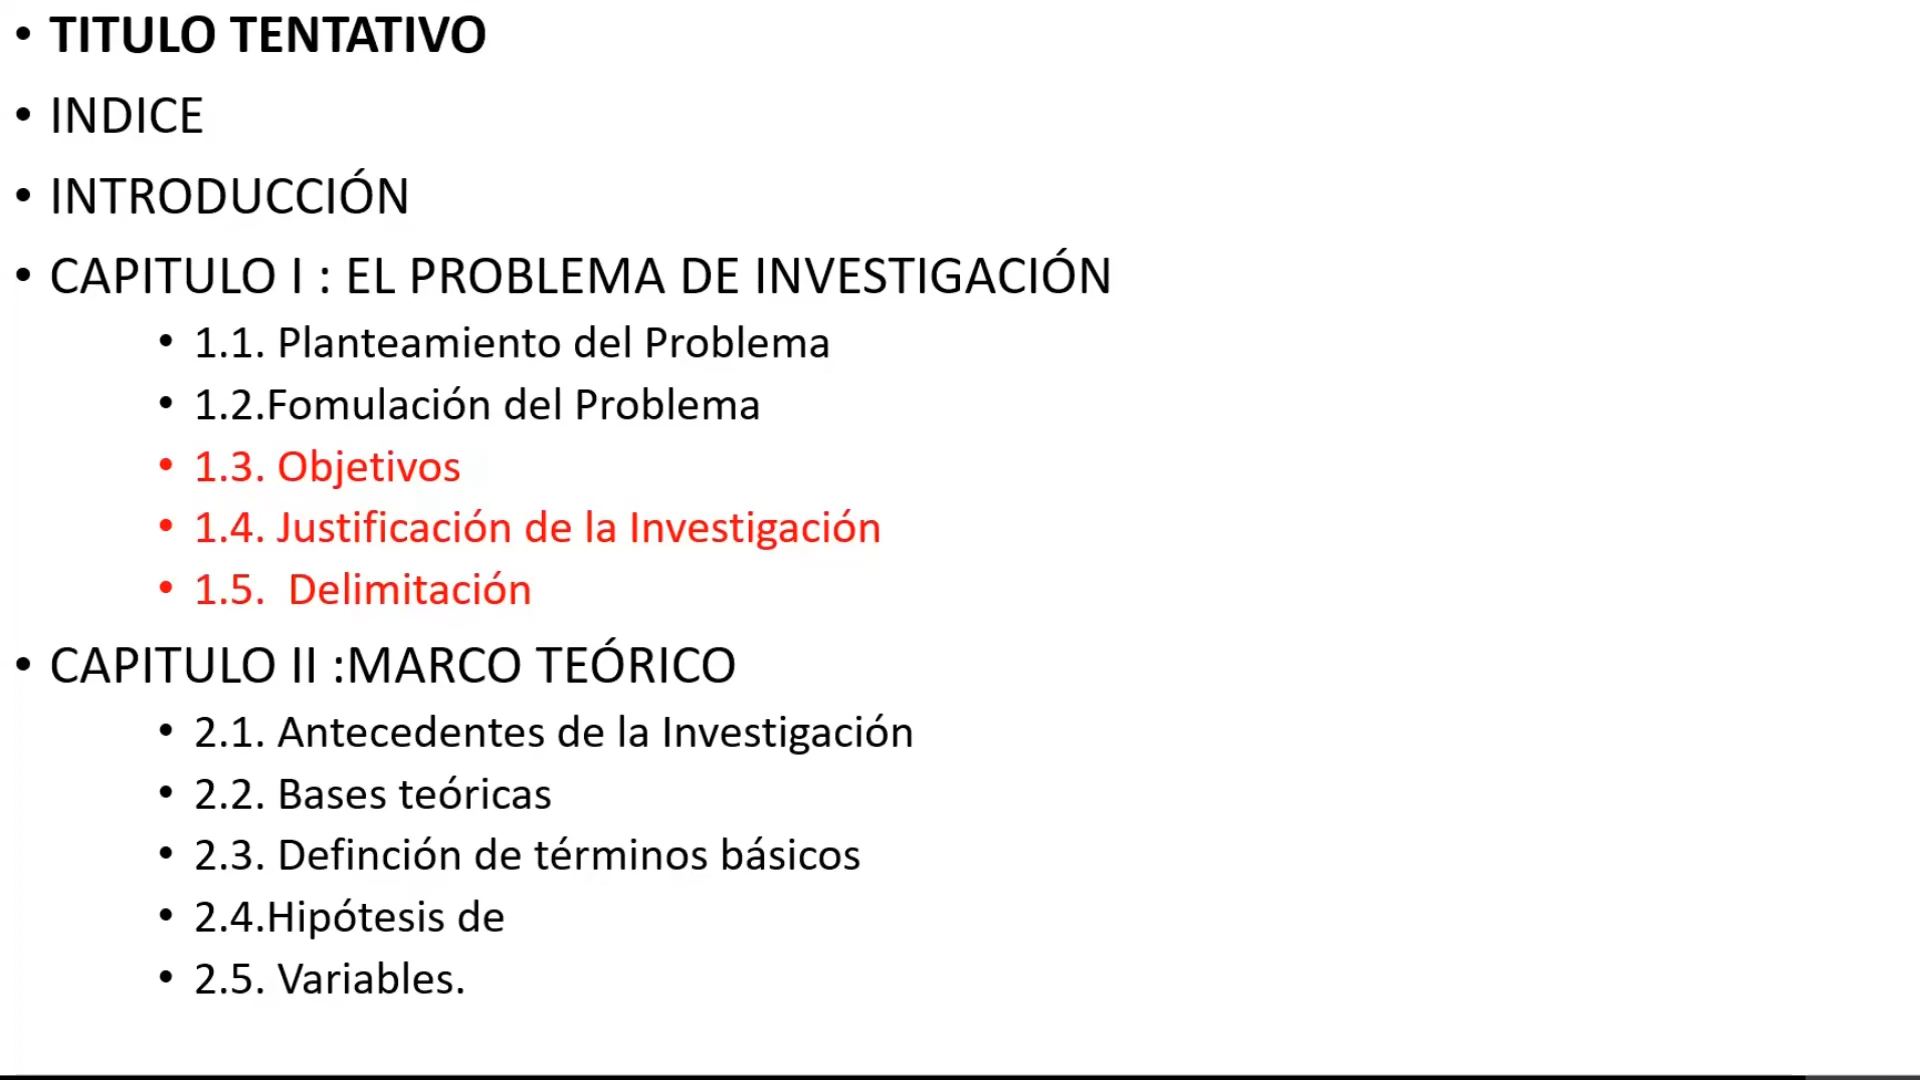 • TITULO TENTATIVO
• INDICE
• INTRODUCCIÓN
• CAPITULO I : EL PROBLEMA DE INVESTIGACIÓN
• 1.1. Planteamiento del Problema
• 1.2.Fomulación del Problema
• 1.3. Objetivos
• 1.4. Justificación de la Investigación
• 1.5.  Delimitación
• CAPITULO II :MARCO TEÓRICO
• 2.1. Antecedentes de la Investigación
• 2.2. Bases teóricas
• 2.3. Definción de términos básicos
• 2.4.Hipótesis de
• 2.5. Variables.